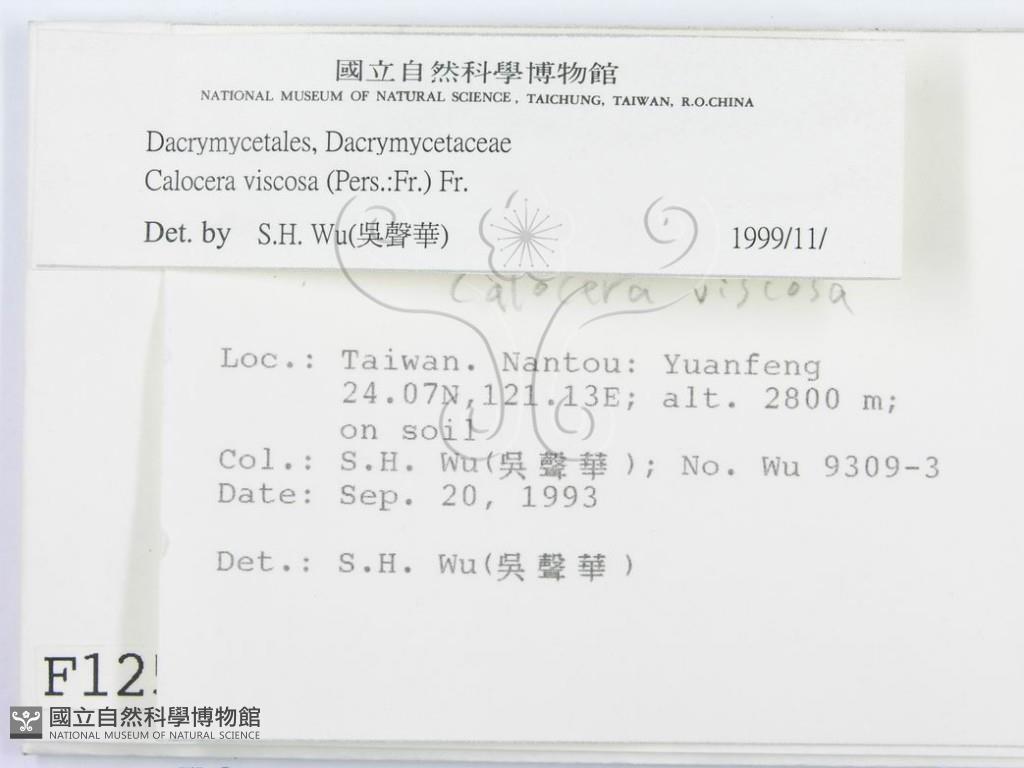 國立自然科學博物館
NATIONAL MUSEUM OF NATURAL SCIENCE, TAICHUNG, TAIWAN, R.O.CHINA
Dacrymycetales, Dacrymycetaceae
Calocera viscosa (Pers.:Fr.) Fr.
Det. by S.H. Wu(吳聲華) 1999/11/
Calocera viscosa
Loc.: Taiwan. Nantou: Yuanfeng
24.07N,121.13E; alt. 2800 m;
on soil
Col.: S.H. Wu(吳聲華); No. Wu 9309-3
Date: Sep. 20, 1993
Det.: S.H. Wu(吳聲華)
F12
國立自然科學博物館
NATIONAL MUSEUM OF NATURAL SCIENCE